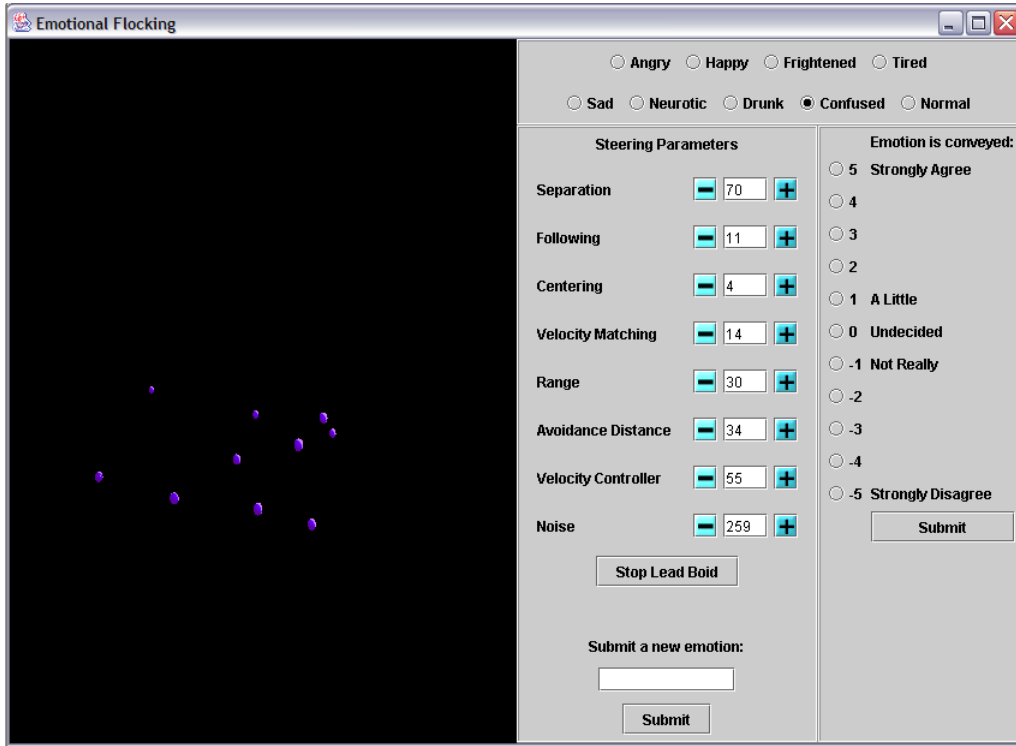 Emotional Flocking
Angry Happy Frightened Tired
Sad Neurotic Drunk Confused Normal
Steering Parameters
Separation 70
Following 11
Centering 4
Velocity Matching 14
Range 30
Avoidance Distance 34
Velocity Controller 55
Noise 259
Stop Lead Boid
Submit a new emotion:
Submit
Emotion is conveyed:
5 Strongly Agree
4
3
2
1 A Little
0 Undecided
-1 Not Really
-2
-3
-4
-5 Strongly Disagree
Submit